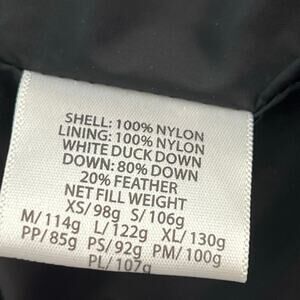 SHELL: 100% NYLON
LINING: 100% NYLON
WHITE DUCK DOWN
DOWN: 80% DOWN
20% FEATHER
NET FILL WEIGHT
XS/98g S/106g
M/114g L/122g XL/130g
PP/85g PS/92g PM/100g
PL/107g